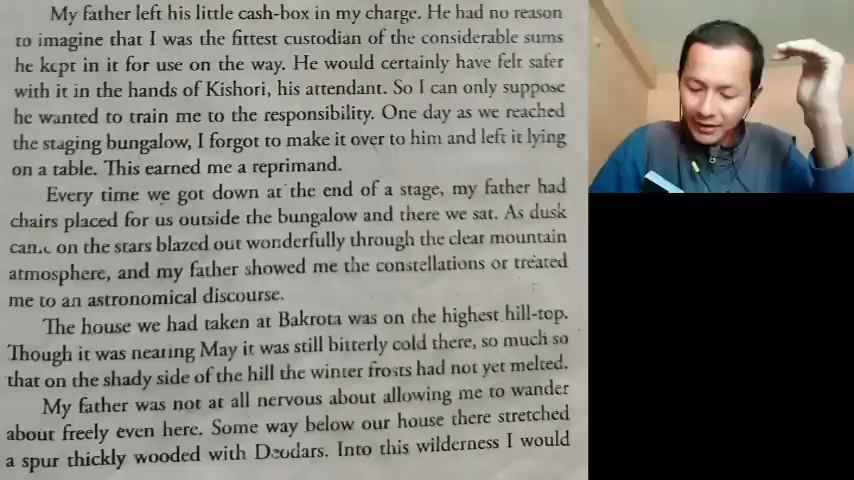 My father left his little cash-box in my charge. He had no reason
to imagine that I was the fittest custodian of the considerable sums
he kept in it for use on the way. He would certainly have felt safer
with it in the hands of Kishori, his attendant. So I can only suppose
he wanted to train me to the responsibility. One day as we reached
the staging bungalow, I forgot to make it over to him and left it lying
on a table. This earned me a reprimand.
Every time we got down at the end of a stage, my father had
chairs placed for us outside the bungalow and there we sat. As dusk
came on the stars blazed out wonderfully through the clear mountain
atmosphere, and my father showed me the constellations or treated
me to an astronomical discourse.
The house we had taken at Bakrota was on the highest hill-top.
Though it was nearing May it was still bitterly cold there, so much so
that on the shady side of the hill the winter frosts had not yet melted.
My father was not at all nervous about allowing me to wander
about freely even here. Some way below our house there stretched
a spur thickly wooded with Deodars. Into this wilderness I would